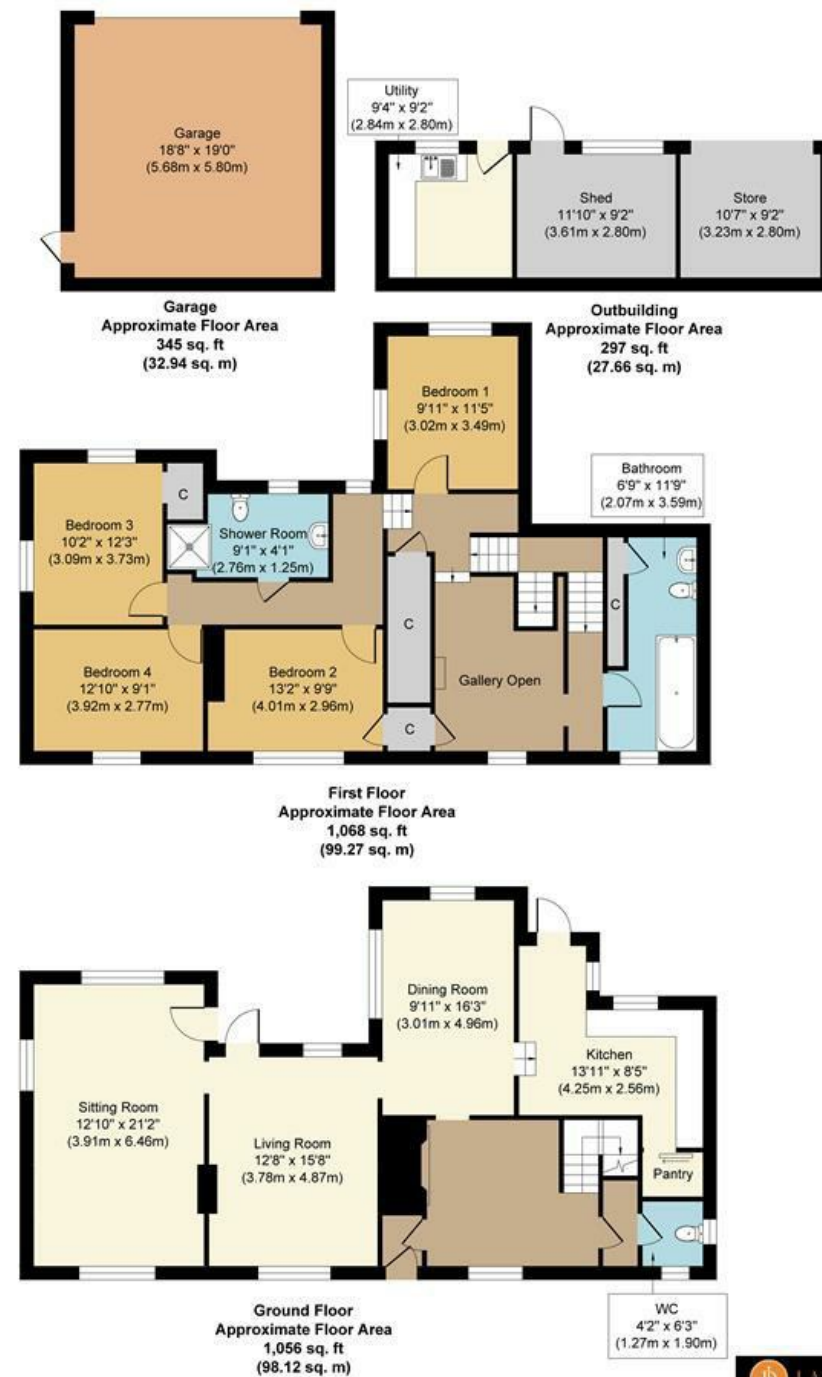 Garage
18'8" x 19'0"
(5.68m x 5.80m)
Utility
9'4" x 9'2"
(2.84m x 2.80m)
Shed
11'10" x 9'2"
(3.61m x 2.80m)
Store
10'7" x 9'2"
(3.23m x 2.80m)
Garage
Approximate Floor Area
345 sq. ft
(32.94 sq. m)
Outbuilding
Approximate Floor Area
297 sq. ft
(27.66 sq. m)
Bedroom 1
9'11" x 11'5"
(3.02m x 3.49m)
Bathroom
6'9" x 11'9"
(2.07m x 3.59m)
C
Bedroom 3
10'2" x 12'3"
(3.09m x 3.73m)
Shower Room
9'1" x 4'1"
(2.76m x 1.25m)
C
C
Bedroom 4
12'10" x 9'1"
(3.92m x 2.77m)
Bedroom 2
13'2" x 9'9"
(4.01m x 2.96m)
Gallery Open
C
First Floor
Approximate Floor Area
1,068 sq. ft
(99.27 sq. m)
Dining Room
9'11" x 16'3"
(3.01m x 4.96m)
Kitchen
13'11" x 8'5"
(4.25m x 2.56m)
Sitting Room
12'10" x 21'2"
(3.91m x 6.46m)
Living Room
12'8" x 15'8"
(3.78m x 4.87m)
Pantry
WC
4'2" x 6'3"
(1.27m x 1.90m)
Ground Floor
Approximate Floor Area
1,056 sq. ft
(98.12 sq. m)